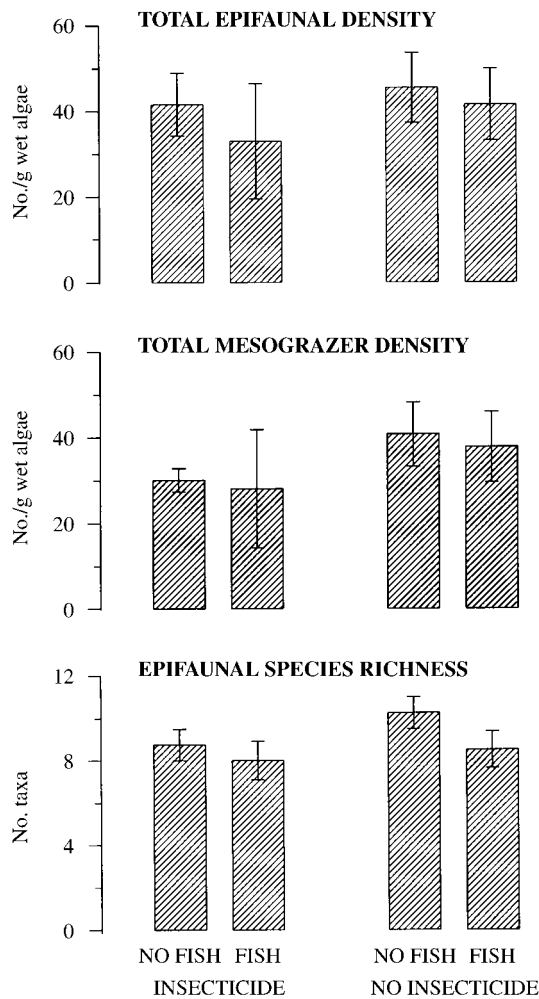 TOTAL EPIFAUNAL DENSITY
60
40
20
0
No./g wet algae
TOTAL MESOGRAZER DENSITY
60
40
20
0
No./g wet algae
EPIFAUNAL SPECIES RICHNESS
12
8
4
0
No. taxa
NO FISH FISH NO FISH FISH
INSECTICIDE NO INSECTICIDE